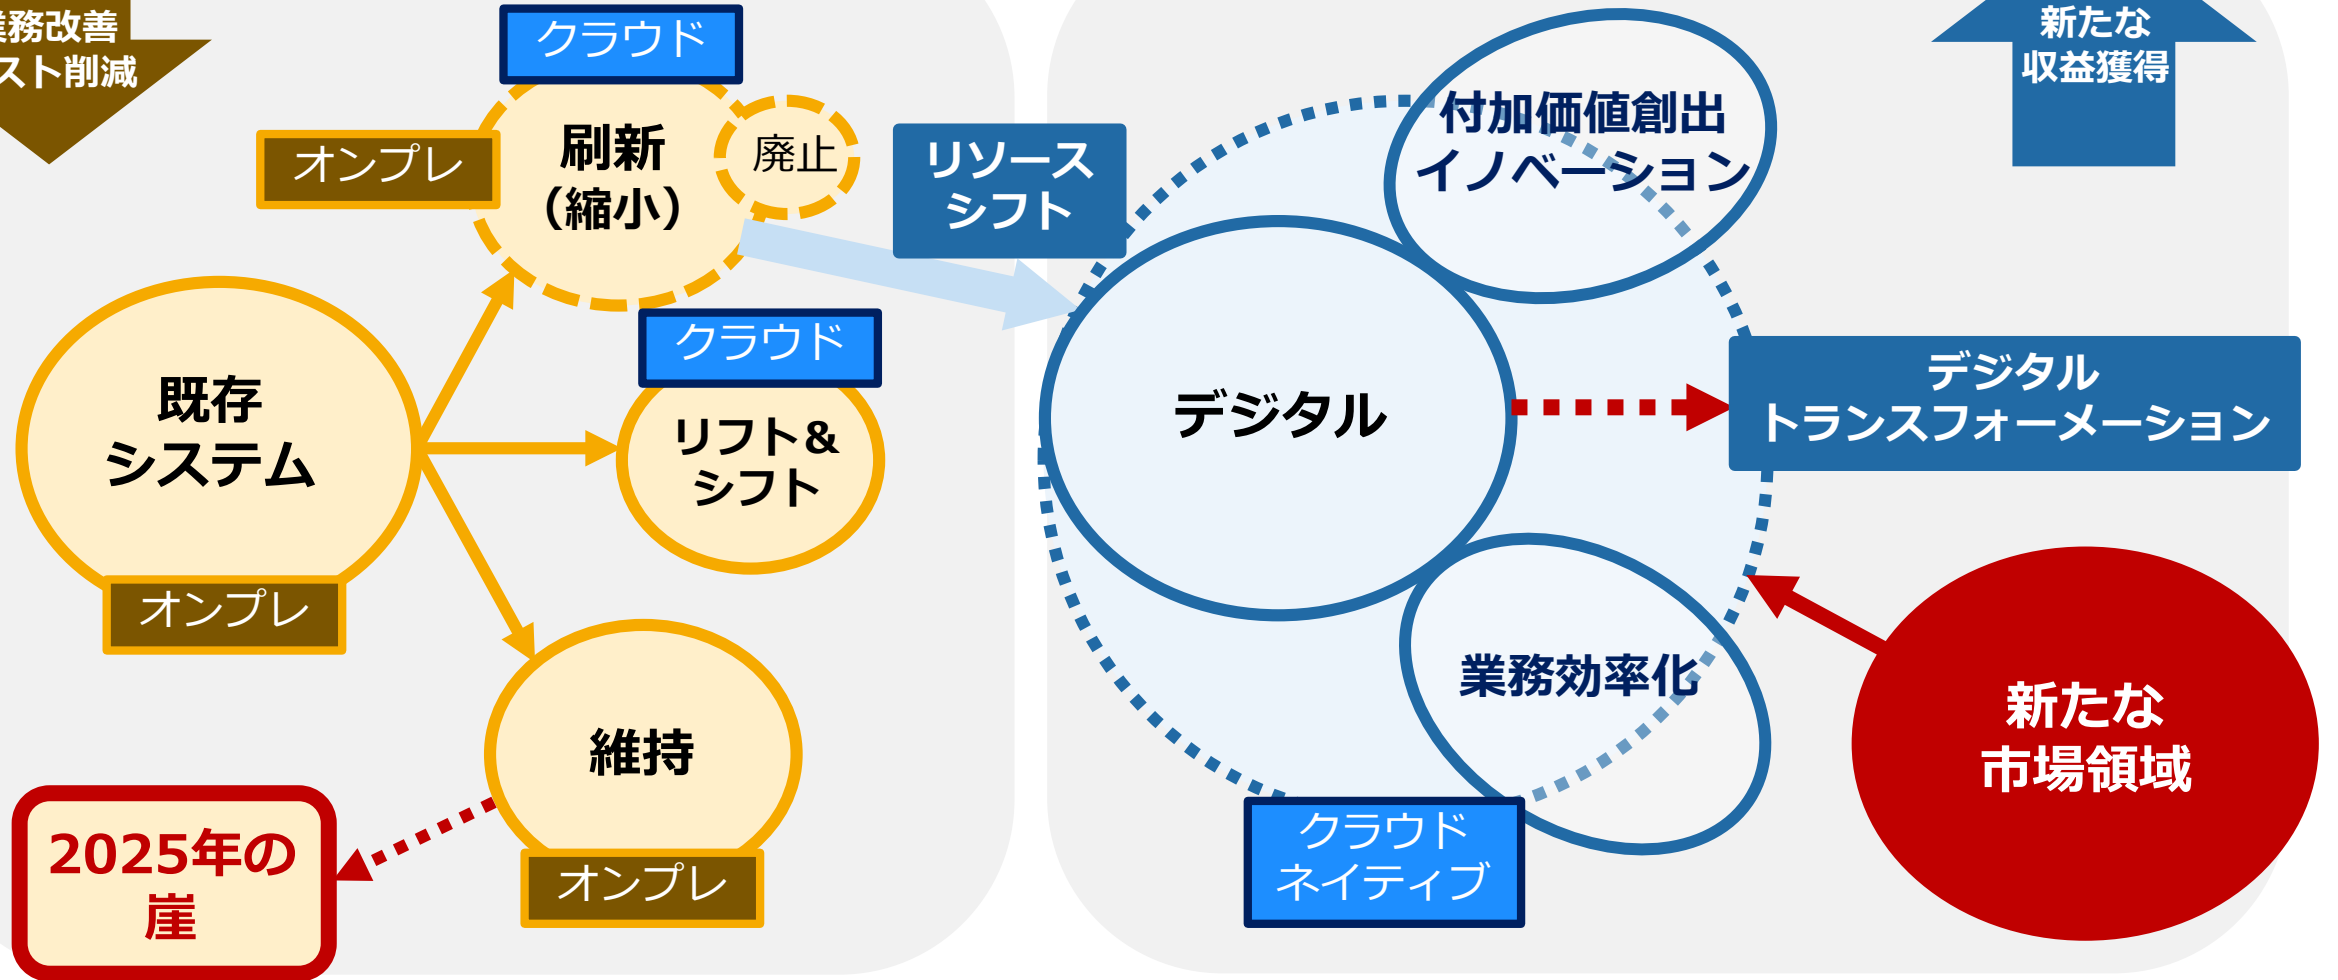 務改善
スト削減
クラウド
オンプレ
刷新
（縮小）
廃止
既存
システム
オンプレ
クラウド
リフト＆
シフト
維持
オンプレ
2025年の
崖
リソース
シフト
付加価値創出
イノベーション
新たな
収益獲得
デジタル
デジタル
トランスフォーメーション
業務効率化
クラウド
ネイティブ
新たな
市場領域